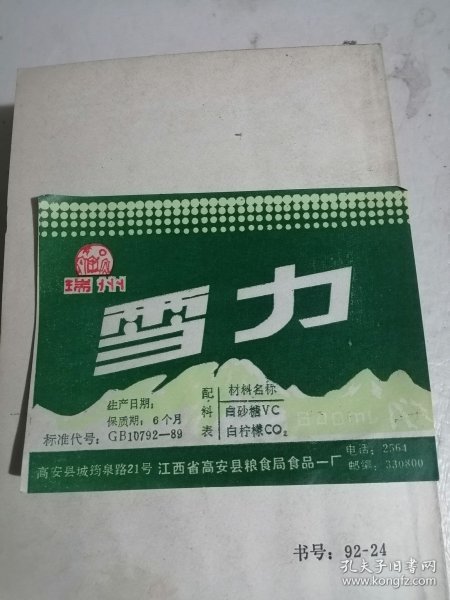 瑞州
雪力
生产日期：
保质期：6个月
标准代号：GB10792-89
配料表
材料名称
白砂糖VC
白柠檬CO₂
高安县城筠泉路21号 江西省高安县粮食局食品一厂
电话：2564
邮编：330800
书号：92-24
孔夫子旧书网
www.kongfz.com